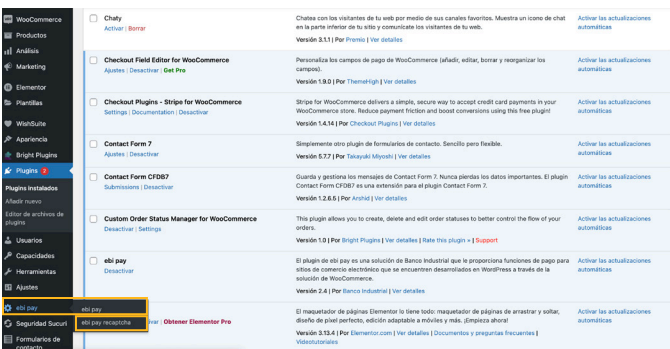 WooCommerce
Productos
Análisis
Marketing
Elementor
Plantillas
WishSuite
Apariencia
Bright Plugins
Plugins 2
Plugins instalados
Añadir nuevo
Editor de archivos de
plugins
Usuarios
Capacidades
Herramientas
Ajustes
ebi pay
Seguridad Sucuri
Formularios de
contacto
ebi pay
ebi pay recaptcha
Chaty
Activar | Borrar
Chatea con los visitantes de tu web por medio de sus canales favoritos. Muestra un icono de chat
en la parte inferior de tu sitio y comunícate los visitantes de tu web.
Versión 3.1.1 | Por Premio | Ver detalles
Activar las actualizaciones
automáticas
Checkout Field Editor for WooCommerce
Ajustes | Desactivar | Get Pro
Personaliza los campos de pago de WooCommerce (añadir, editar, borrar y reorganizar los
campos).
Versión 1.9.0 | Por ThemeHigh | Ver detalles
Activar las actualizaciones
automáticas
Checkout Plugins - Stripe for WooCommerce
Settings | Documentation | Desactivar
Stripe for WooCommerce delivers a simple, secure way to accept credit card payments in your
WooCommerce store. Reduce payment friction and boost conversions using this free plugin!
Versión 1.4.14 | Por Checkout Plugins | Ver detalles
Activar las actualizaciones
automáticas
Contact Form 7
Ajustes | Desactivar
Simplemente otro plugin de formularios de contacto. Sencillo pero flexible.
Versión 5.7.7 | Por Takayuki Miyoshi | Ver detalles
Activar las actualizaciones
automáticas
Contact Form CFDB7
Submissions | Desactivar
Guarda y gestiona los mensajes de Contact Form 7. Nunca pierdas los datos importantes. El plugin
Contact Form CFDB7 es una extensión para el plugin Contact Form 7.
Versión 1.2.6.5 | Por Arshid | Ver detalles
Activar las actualizaciones
automáticas
Custom Order Status Manager for WooCommerce
Desactivar | Settings
This plugin allows you to create, delete and edit order statuses to better control the flow of your
orders.
Versión 1.0 | Por Bright Plugins | Ver detalles | Rate this plugin » | Support
Activar las actualizaciones
automáticas
ebi pay
Desactivar
El plugin de ebi pay es una solución de Banco Industrial que le proporciona funciones de pago para
sitios de comercio electrónico que se encuentren desarrollados en WordPress a través de la
solución de WooCommerce.
Versión 2.4 | Por Banco Industrial | Ver detalles
Activar las actualizaciones
automáticas
var | Obtener Elementor Pro
El maquetador de páginas Elementor lo tiene todo: maquetador de páginas de arrastrar y soltar,
diseño de pixel perfecto, edición adaptable a móviles y más. ¡Empieza ahora!
Versión 3.13.4 | Por Elementor.com | Ver detalles | Documentos y preguntas frecuentes |
Videotutoriales
Activar las actualizaciones
automáticas